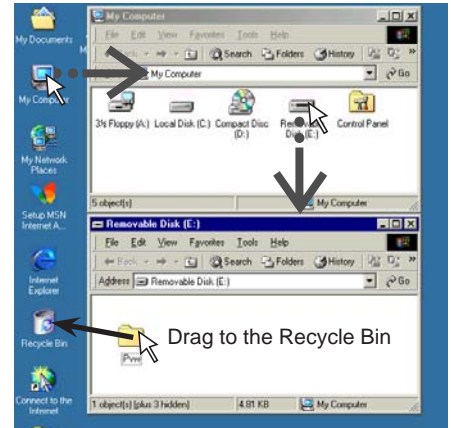 My Documents
My Computer
My Network
Places
Setup MSN
Internet A...
Internet
Explorer
Recycle Bin
Connect to the
Internet
My Computer
File Edit View Favorites Tools Help
Search Folders History
My Computer
Go
3½ Floppy (A:) Local Disk (C:) Compact Disc
(D:)
Removable
Disk (E:)
Control Panel
5 object(s) My Computer
Removable Disk (E:)
File Edit View Favorites Tools Help
Back Search Folders History
Address Removable Disk (E:) Go
Drag to the Recycle Bin
1 object(s) (plus 3 hidden) 4.81 KB My Computer